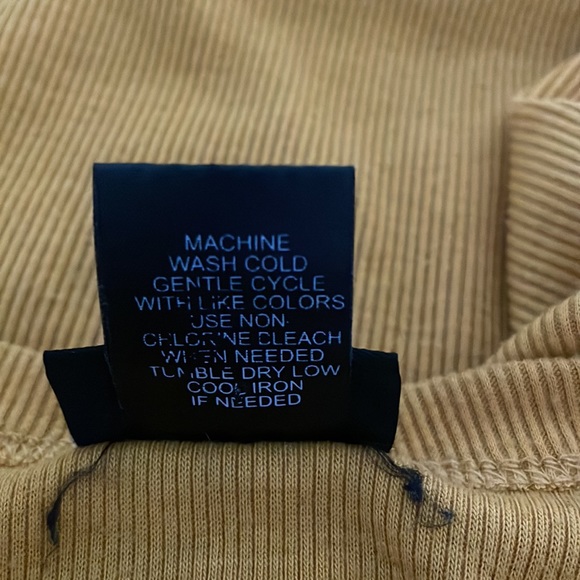 MACHINE
WASH COLD
GENTLE CYCLE
WITH LIKE COLORS
USE NON-
CHLORINE BLEACH
WHEN NEEDED
TUMBLE DRY LOW
COOL IRON
IF NEEDED